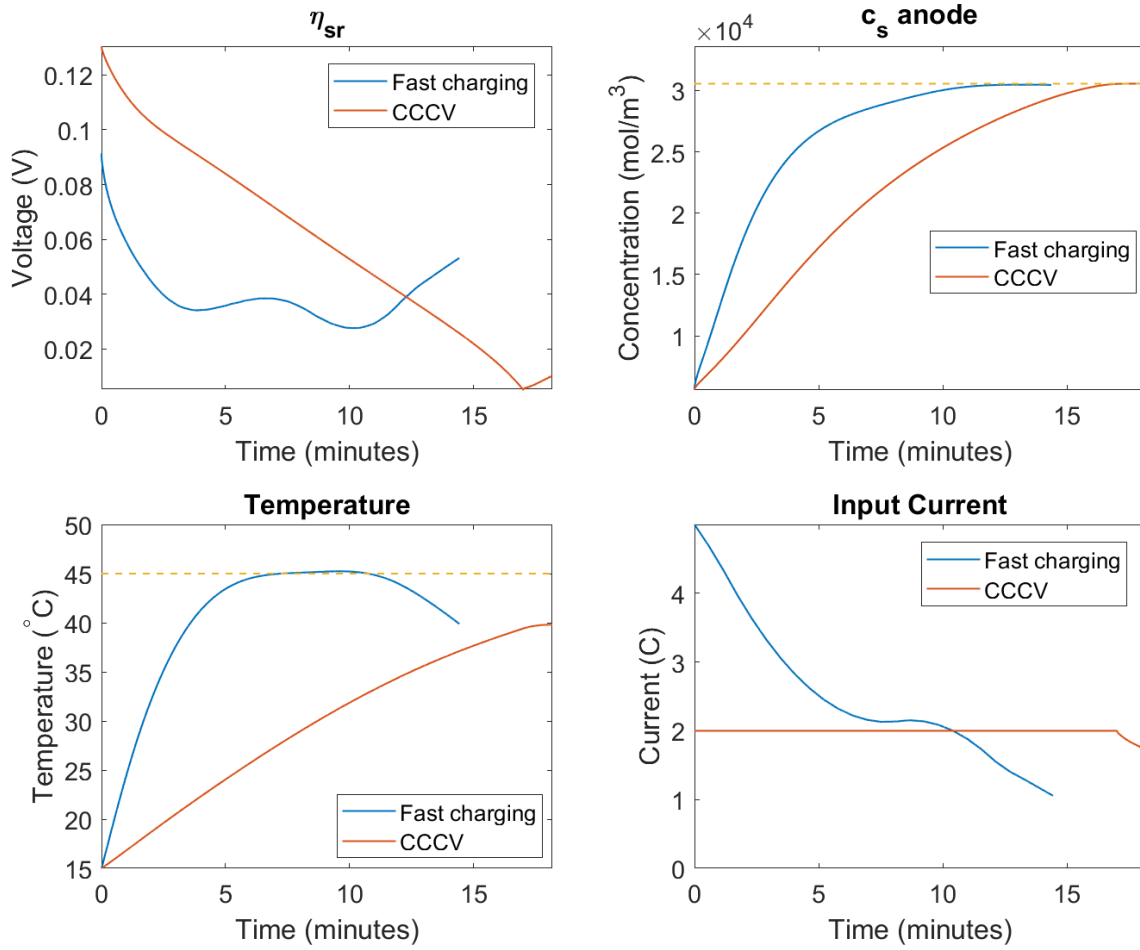 η_sr
0.12
0.1
0.08
0.06
0.04
0.02
0
5
10
15
Voltage (V)
Time (minutes)
Fast charging
CCCV
c_s anode
×10^4
3
2.5
2
1.5
1
0
5
10
15
Concentration (mol/m^3)
Time (minutes)
Fast charging
CCCV
Temperature
50
45
40
35
30
25
20
15
0
5
10
15
Temperature (°C)
Time (minutes)
Fast charging
CCCV
Input Current
4
3
2
1
0
0
5
10
15
Current (C)
Time (minutes)
Fast charging
CCCV